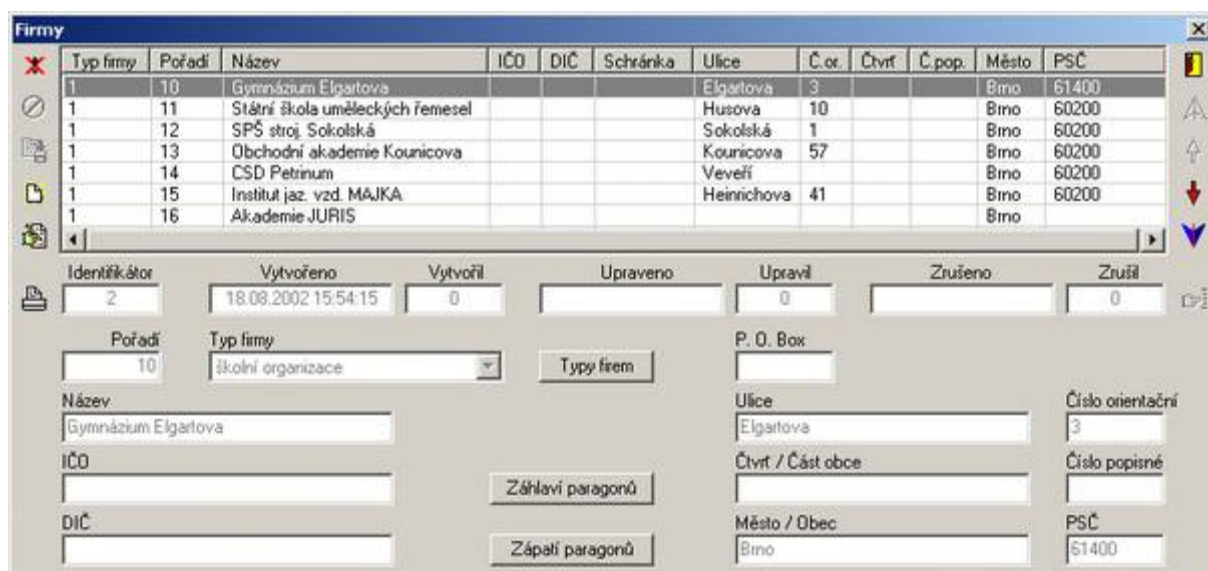 Firmy
Typ firmy Pořadí Název IČO DIČ Schránka Ulice Č.or. Čtvrť Č.pop. Město PSČ
1 10 Gymnázium Elgartova Elgartova 3 Brno 61400
1 11 Státní škola uměleckých řemesel Husova 10 Brno 60200
1 12 SPŠ stroj. Sokolská Sokolská 1 Brno 60200
1 13 Obchodní akademie Kounicova Kounicova 57 Brno 60200
1 14 CSD Petrinum Veveří Brno 60200
1 15 Institut jaz. vzd. MAJKA Heinrichova 41 Brno 60200
1 16 Akademie JURIS Brno
Identifikátor Vytvořeno Vytvořil Upraveno Upravil Zrušeno Zrušil
2 18.08.2002 15:54:15 0 0 0
Pořadí Typ firmy P. O. Box
10 školní organizace Typy firem
Název Ulice Číslo orientační
Gymnázium Elgartova Elgartova 3
IČO Čtvrť / Část obce Číslo popisné
Záhlaví paragonů
DIČ Město / Obec PSČ
Zápatí paragonů Brno 61400